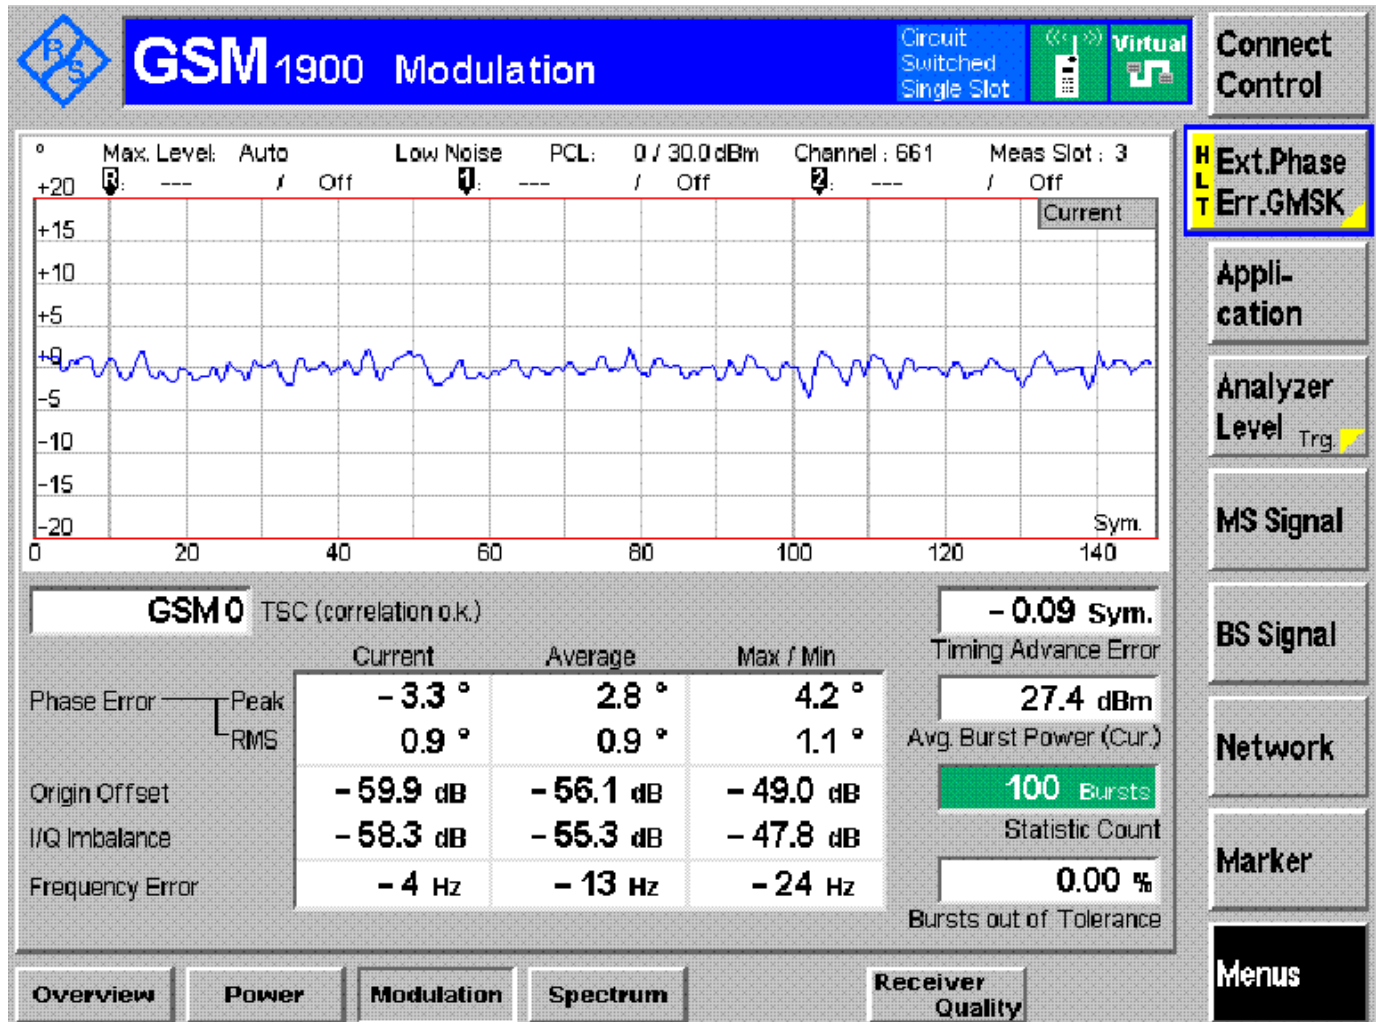 R/S
GSM 1900 Modulation
Circuit
Switched
Single Slot
Virtual
Connect
Control
° Max. Level: Auto Low Noise PCL: 0 / 30.0 dBm Channel : 661 Meas Slot : 3
R: --- / Off 1: --- / Off 2: --- / Off
Current
+20
+15
+10
+5
+0
-5
-10
-15
-20
Sym.
0 20 40 60 80 100 120 140
HLT
Ext.Phase
Err.GMSK
Appli-
cation
Analyzer
Level Trg.
MS Signal
BS Signal
Network
Marker
Menus
GSM 0 TSC (correlation o.k.)
- 0.09 Sym.
Timing Advance Error
Current Average Max / Min
Phase Error Peak - 3.3 ° 2.8 ° 4.2 °
RMS 0.9 ° 0.9 ° 1.1 °
Origin Offset - 59.9 dB - 56.1 dB - 49.0 dB
I/Q Imbalance - 58.3 dB - 55.3 dB - 47.8 dB
Frequency Error - 4 Hz - 13 Hz - 24 Hz
27.4 dBm
Avg. Burst Power (Cur.)
100 Bursts
Statistic Count
0.00 %
Bursts out of Tolerance
Overview Power Modulation Spectrum
Receiver
Quality